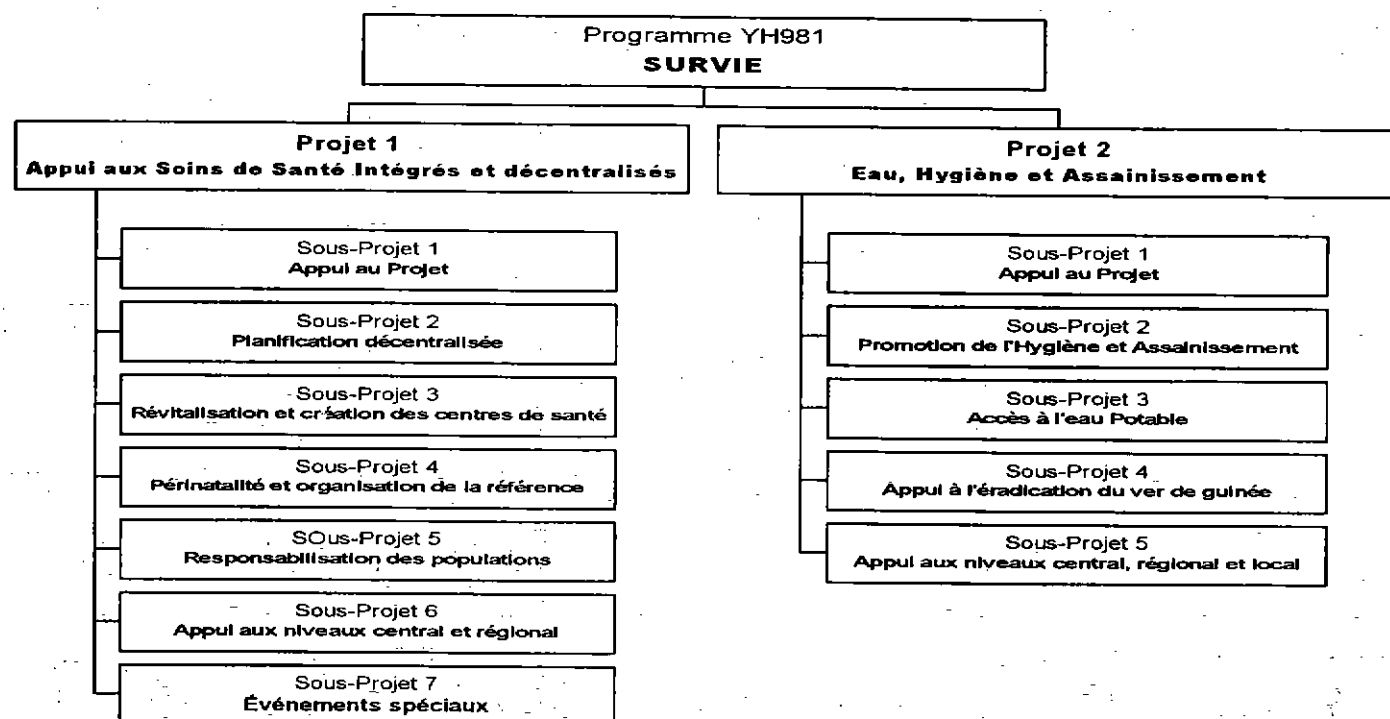 Programme YH981
SURVIE
Projet 1
Appui aux Soins de Santé Intégrés et décentralisés
Sous-Projet 1
Appui au Projet
Sous-Projet 2
Planification décentralisée
Sous-Projet 3
Révitalisation et création des centres de santé
Sous-Projet 4
Périnatalité et organisation de la référence
SOus-Projet 5
Responsabilisation des populations
Sous-Projet 6
Appui aux niveaux central et régional
Sous-Projet 7
Événements spéciaux
Projet 2
Eau, Hygiène et Assainissement
Sous-Projet 1
Appui au Projet
Sous-Projet 2
Promotion de l'Hygiène et Assainissement
Sous-Projet 3
Accès à l'eau Potable
Sous-Projet 4
Appui à l'éradication du ver de guinée
Sous-Projet 5
Appui aux niveaux central, régional et local